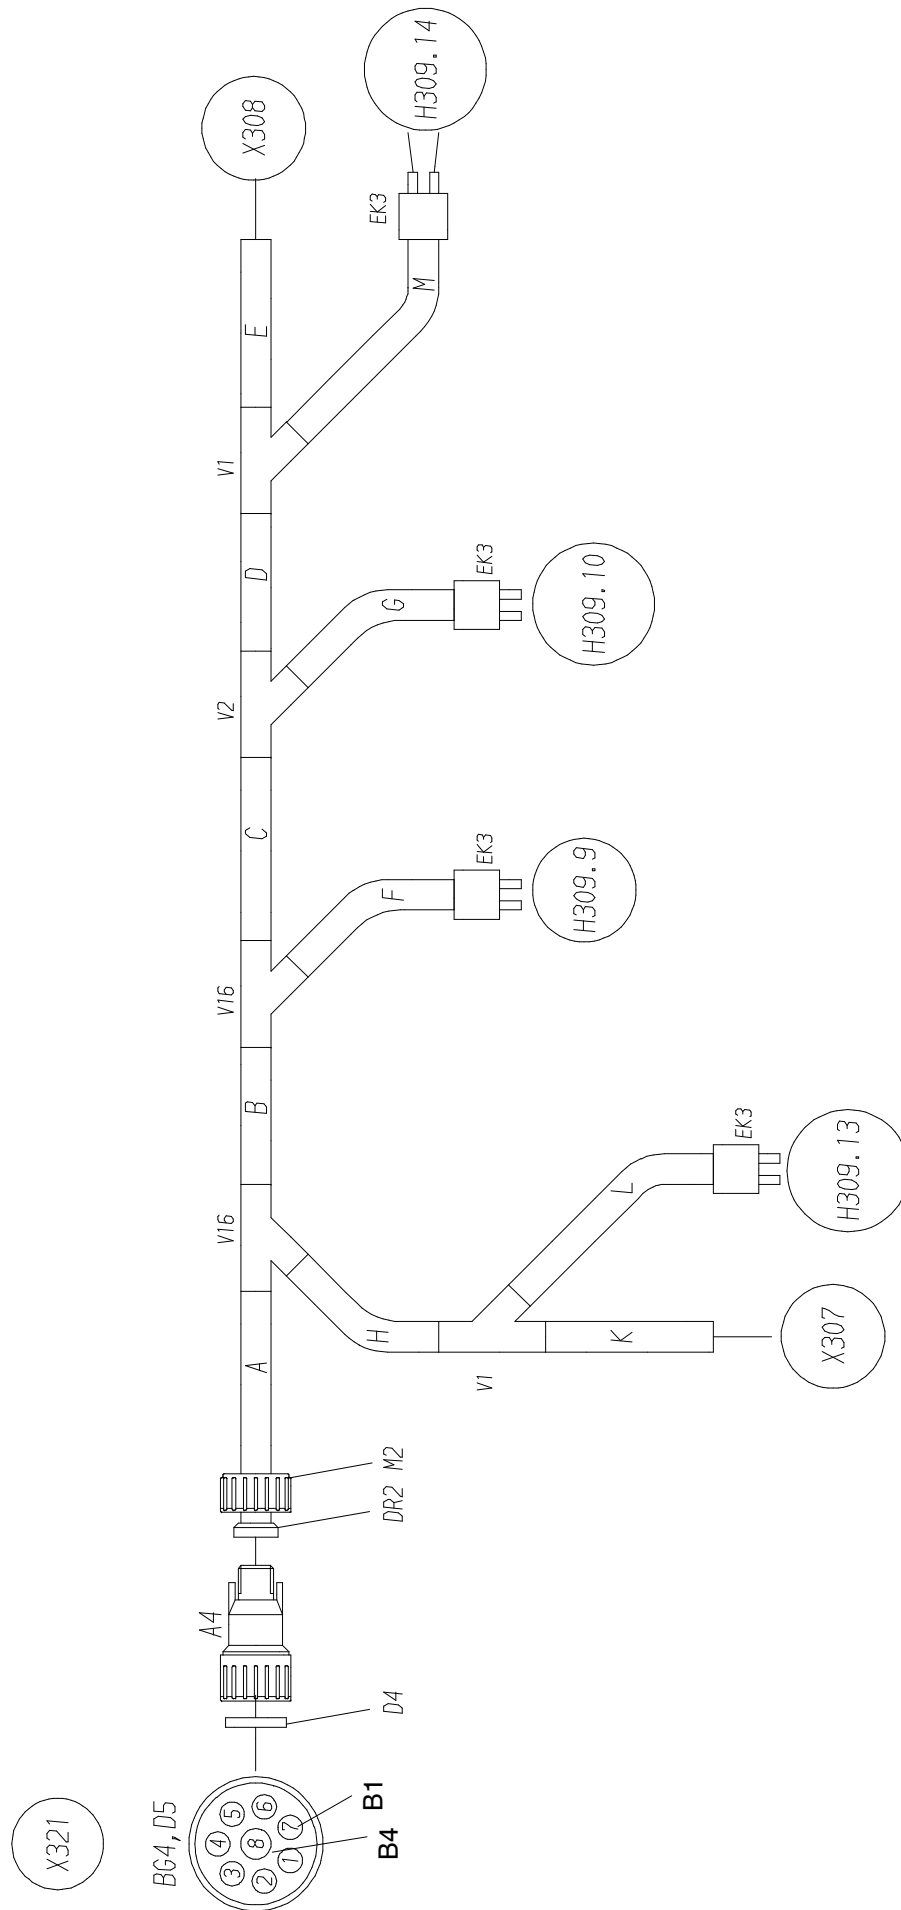 X308
H309.14
EK3
E
M
V1
D
G
EK3
H309.10
V2
C
F
EK3
H309.9
V16
B
V16
L
EK3
H309.13
H
A
V1
K
X307
DR2 M2
A4
D4
X321
BG4,D5
1
2
3
4
5
6
7
8
B1
B4